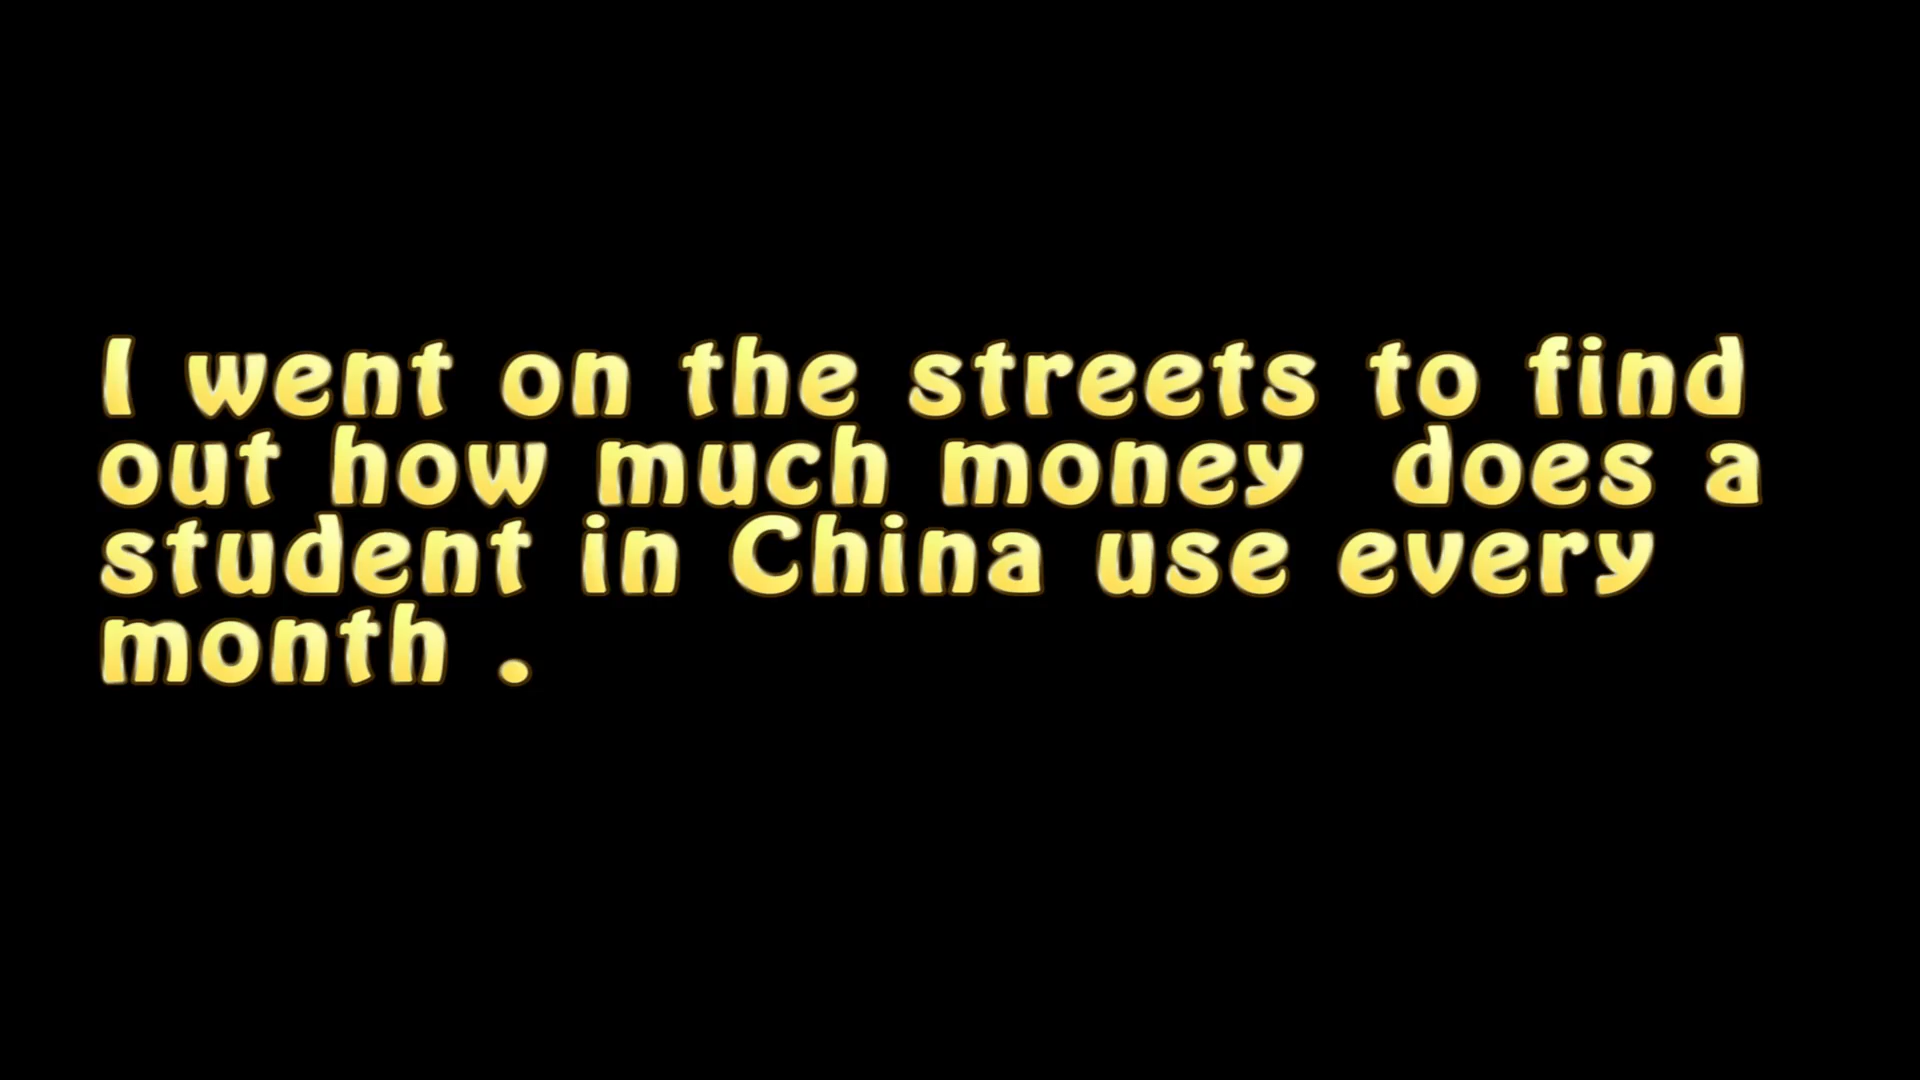 I went on the streets to find
out how much money  does a
student in China use every
month .